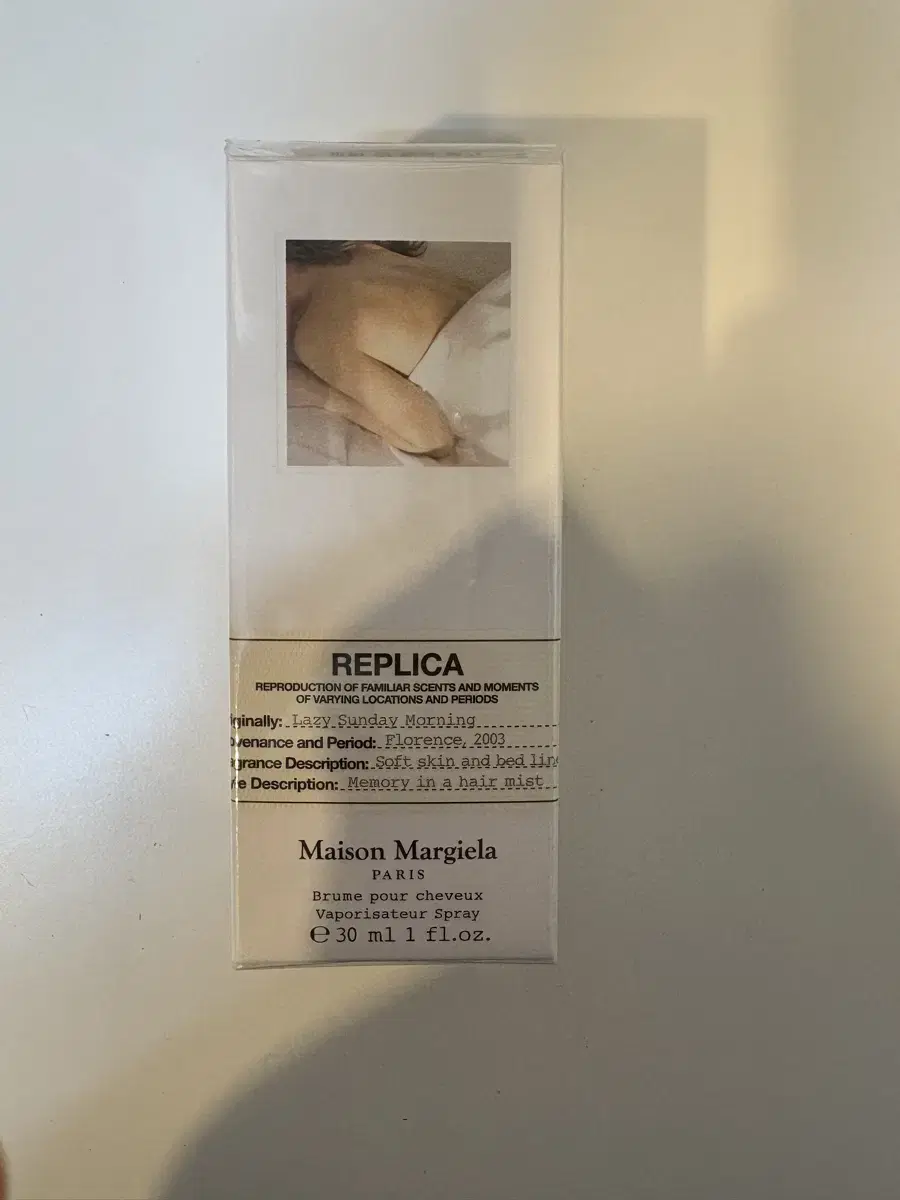 REPLICA
REPRODUCTION OF FAMILIAR SCENTS AND MOMENTS
OF VARYING LOCATIONS AND PERIODS
iginally: Lazy Sunday Morning
ovenance and Period: Florence, 2003
agrance Description: Soft skin and bed lin
e Description: Memory in a hair mist
Maison Margiela
PARIS
Brume pour cheveux
Vaporisateur Spray
℮ 30 ml 1 fl.oz.